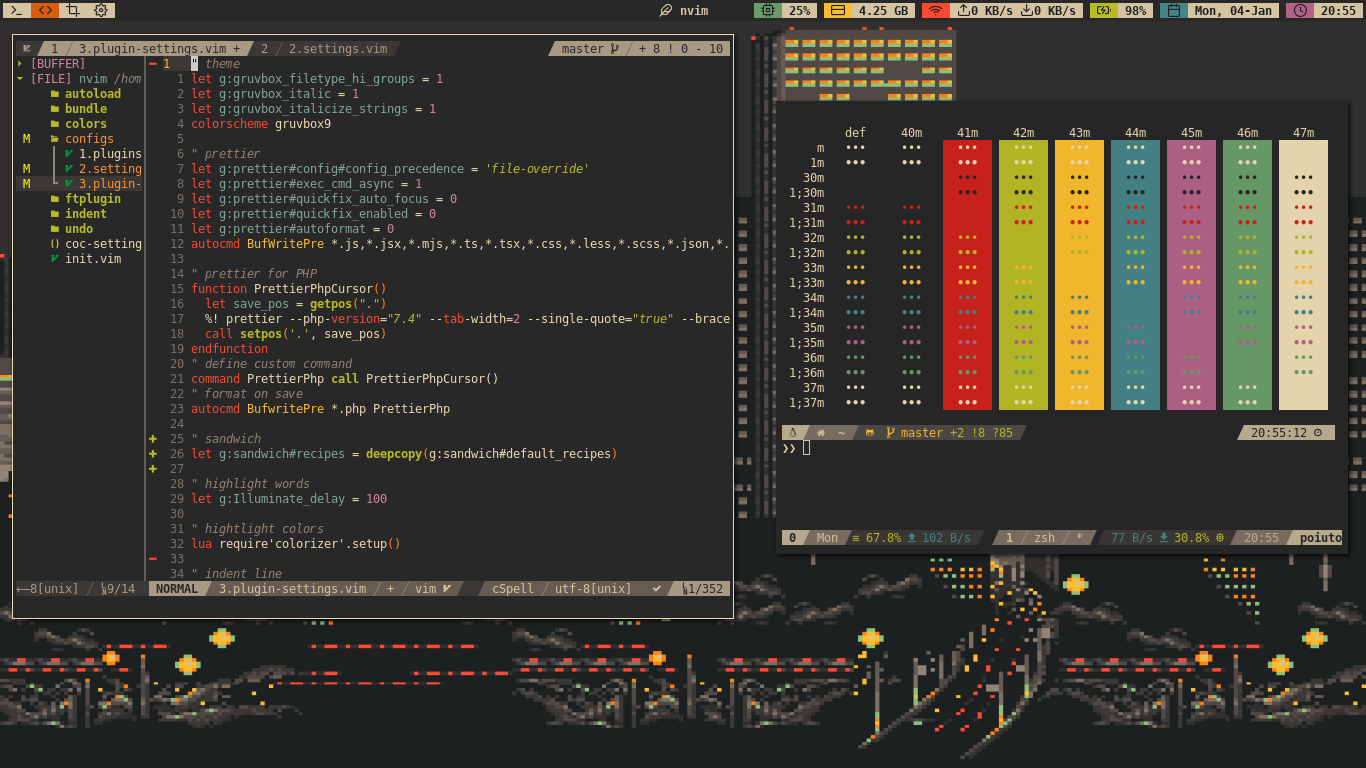 nvim 25% 4.25 GB 0 KB/s 0 KB/s 98% Mon, 04-Jan 20:55
1 3.plugin-settings.vim + 2 2.settings.vim master + 8 ! 0 - 10
[BUFFER]
[FILE] nvim /hom
autoload
bundle
colors
M configs
1.plugins
M 2.setting
M 3.plugin-
ftplugin
indent
undo
{} coc-setting
init.vim
1 " theme
1 let g:gruvbox_filetype_hi_groups = 1
2 let g:gruvbox_italic = 1
3 let g:gruvbox_italicize_strings = 1
4 colorscheme gruvbox9
5
6 " prettier
7 let g:prettier#config#config_precedence = 'file-override'
8 let g:prettier#exec_cmd_async = 1
9 let g:prettier#quickfix_auto_focus = 0
10 let g:prettier#quickfix_enabled = 0
11 let g:prettier#autoformat = 0
12 autocmd BufWritePre *.js,*.jsx,*.mjs,*.ts,*.tsx,*.css,*.less,*.scss,*.json,*.
13
14 " prettier for PHP
15 function PrettierPhpCursor()
16 let save_pos = getpos(".")
17 %! prettier --php-version="7.4" --tab-width=2 --single-quote="true" --brace
18 call setpos('.', save_pos)
19 endfunction
20 " define custom command
21 command PrettierPhp call PrettierPhpCursor()
22 " format on save
23 autocmd BufwritePre *.php PrettierPhp
24
25 " sandwich
26 let g:sandwich#recipes = deepcopy(g:sandwich#default_recipes)
27
28 " highlight words
29 let g:Illuminate_delay = 100
30
31 " hightlight colors
32 lua require'colorizer'.setup()
33
34 " indent line
8[unix] 9/14 NORMAL 3.plugin-settings.vim / + / vim cSpell / utf-8[unix] 1/352
def 40m 41m 42m 43m 44m 45m 46m 47m
m
1m
30m
1;30m
31m
1;31m
32m
1;32m
33m
1;33m
34m
1;34m
35m
1;35m
36m
1;36m
37m
1;37m
~ master +2 !8 ?85 20:55:12
❯❯
0 Mon 67.8% 102 B/s 1 / zsh / * 77 B/s 30.8% 20:55 poiuto